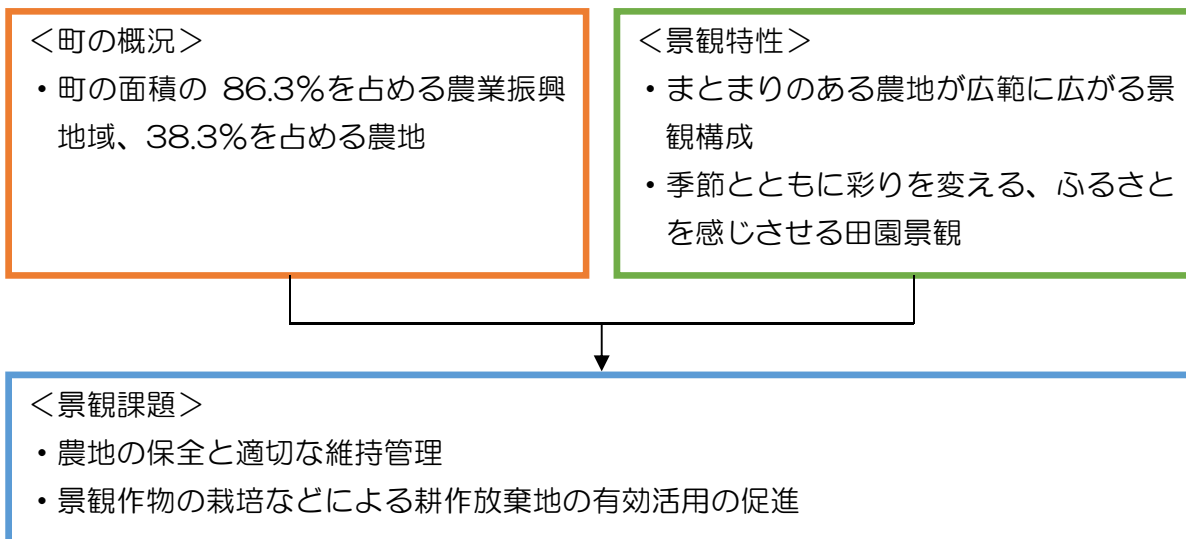 ＜町の概況＞
・町の面積の 86.3％を占める農業振興
地域、38.3％を占める農地
＜景観特性＞
・まとまりのある農地が広範に広がる景
観構成
・季節とともに彩りを変える、ふるさと
を感じさせる田園景観
＜景観課題＞
・農地の保全と適切な維持管理
・景観作物の栽培などによる耕作放棄地の有効活用の促進